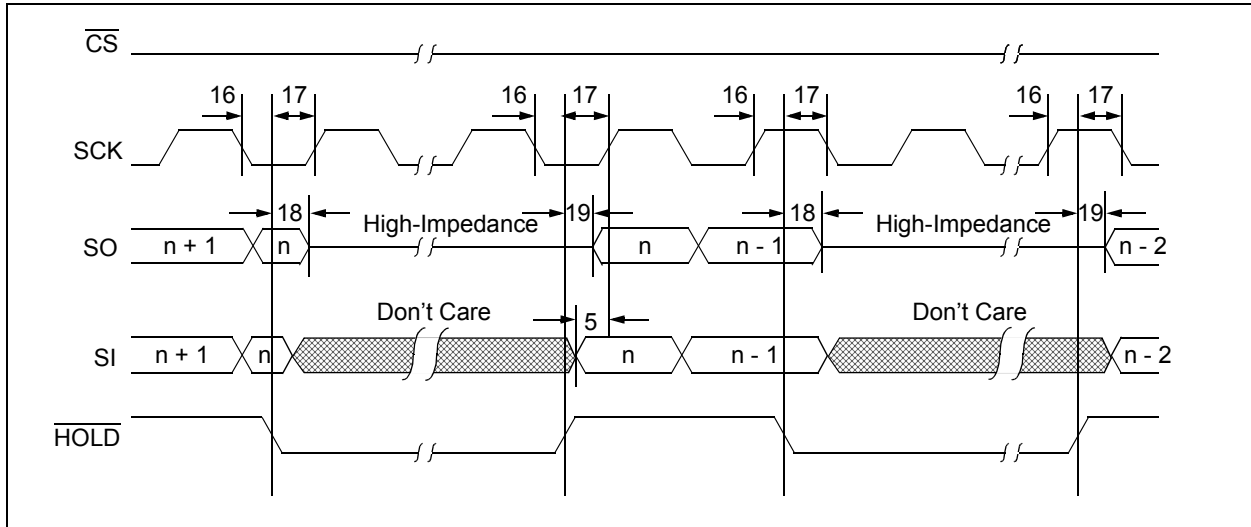 CS
16 17 16 17 16 17 16 17
SCK
18 High-Impedance 19 18 High-Impedance 19
SO n + 1 n n n - 1 n - 2
Don't Care 5 Don't Care
SI n + 1 n n n - 1 n - 2
HOLD